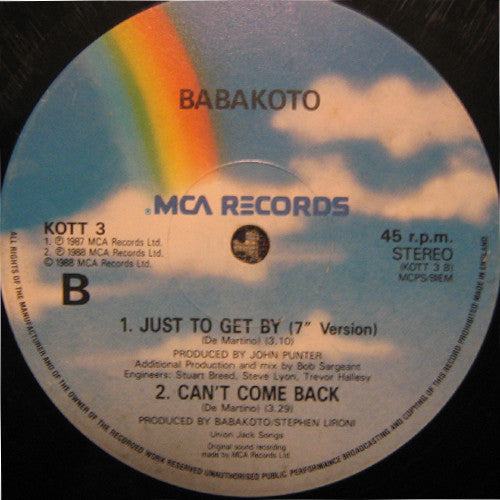 BABAKOTO
MCA RECORDS
KOTT 3
1. ℗ 1987 MCA Records Ltd.
2. ℗ 1988 MCA Records Ltd.
© 1988 MCA Records Ltd.
B
45 r.p.m.
STEREO
(KOTT 3 B)
MCPS/BIEM
1. JUST TO GET BY (7" Version)
(De Martino) (3.10)
PRODUCED BY JOHN PUNTER
Additional Production and mix by Bob Sargeant
Engineers: Stuart Breed, Steve Lyon, Trevor Hallesy
2. CAN'T COME BACK
(De Martino) (3.29)
PRODUCED BY BABAKOTO/STEPHEN LIRONI
Union Jack Songs
Original sound recording
made by MCA Records Ltd.
ALL RIGHTS OF THE MANUFACTURER AND OF THE OWNER OF THE RECORDED WORK RESERVED UNAUTHORISED PUBLIC PERFORMANCE BROADCASTING AND COPYING OF THIS RECORD PROHIBITED MADE IN ENGLAND